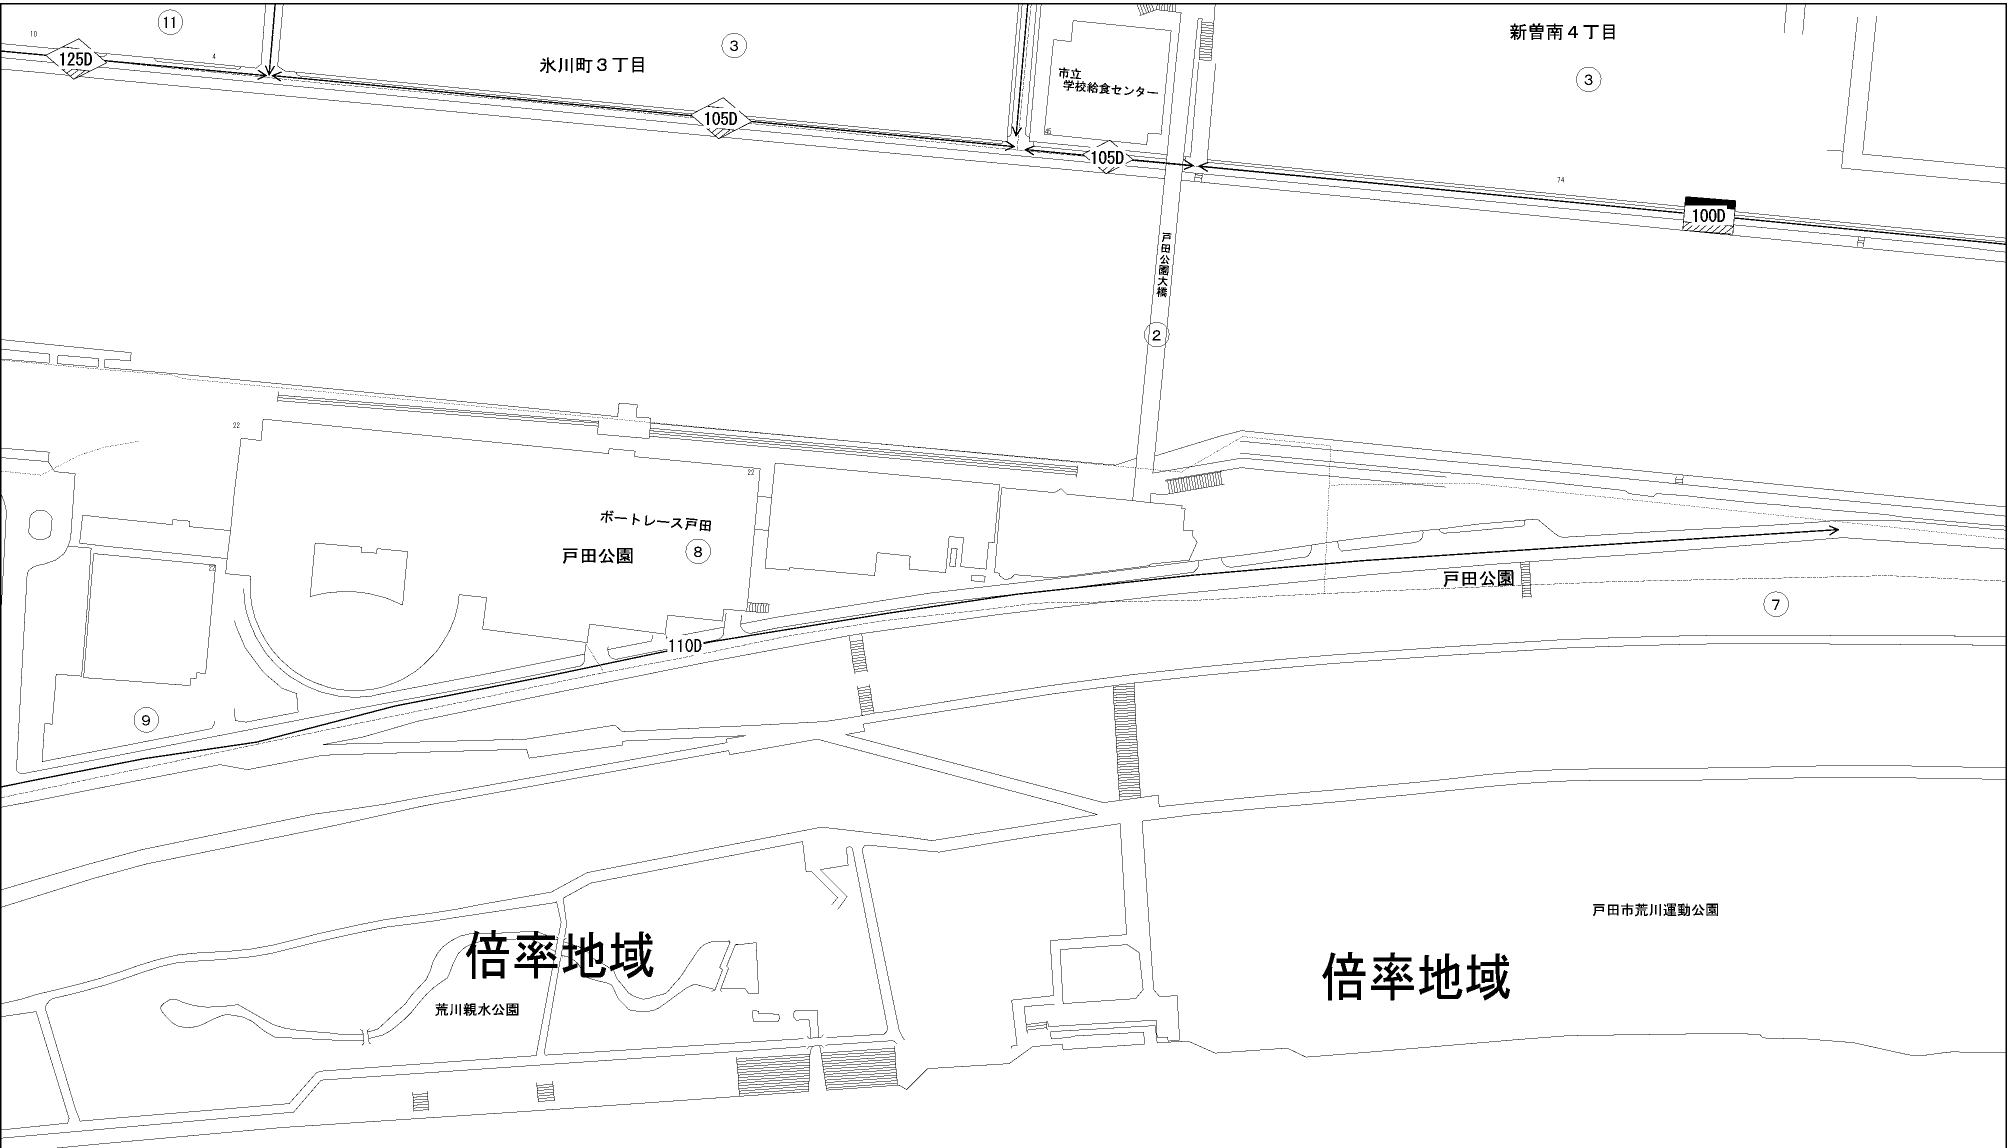 11
10
4
125D
氷川町３丁目
3
105D
市立
学校給食センター
45
105D
新曽南４丁目
3
74
100D
戸田公園大橋
2
22
22
ボートレース戸田
戸田公園
8
22
戸田公園
7
110D
9
戸田市荒川運動公園
倍率地域
倍率地域
荒川親水公園